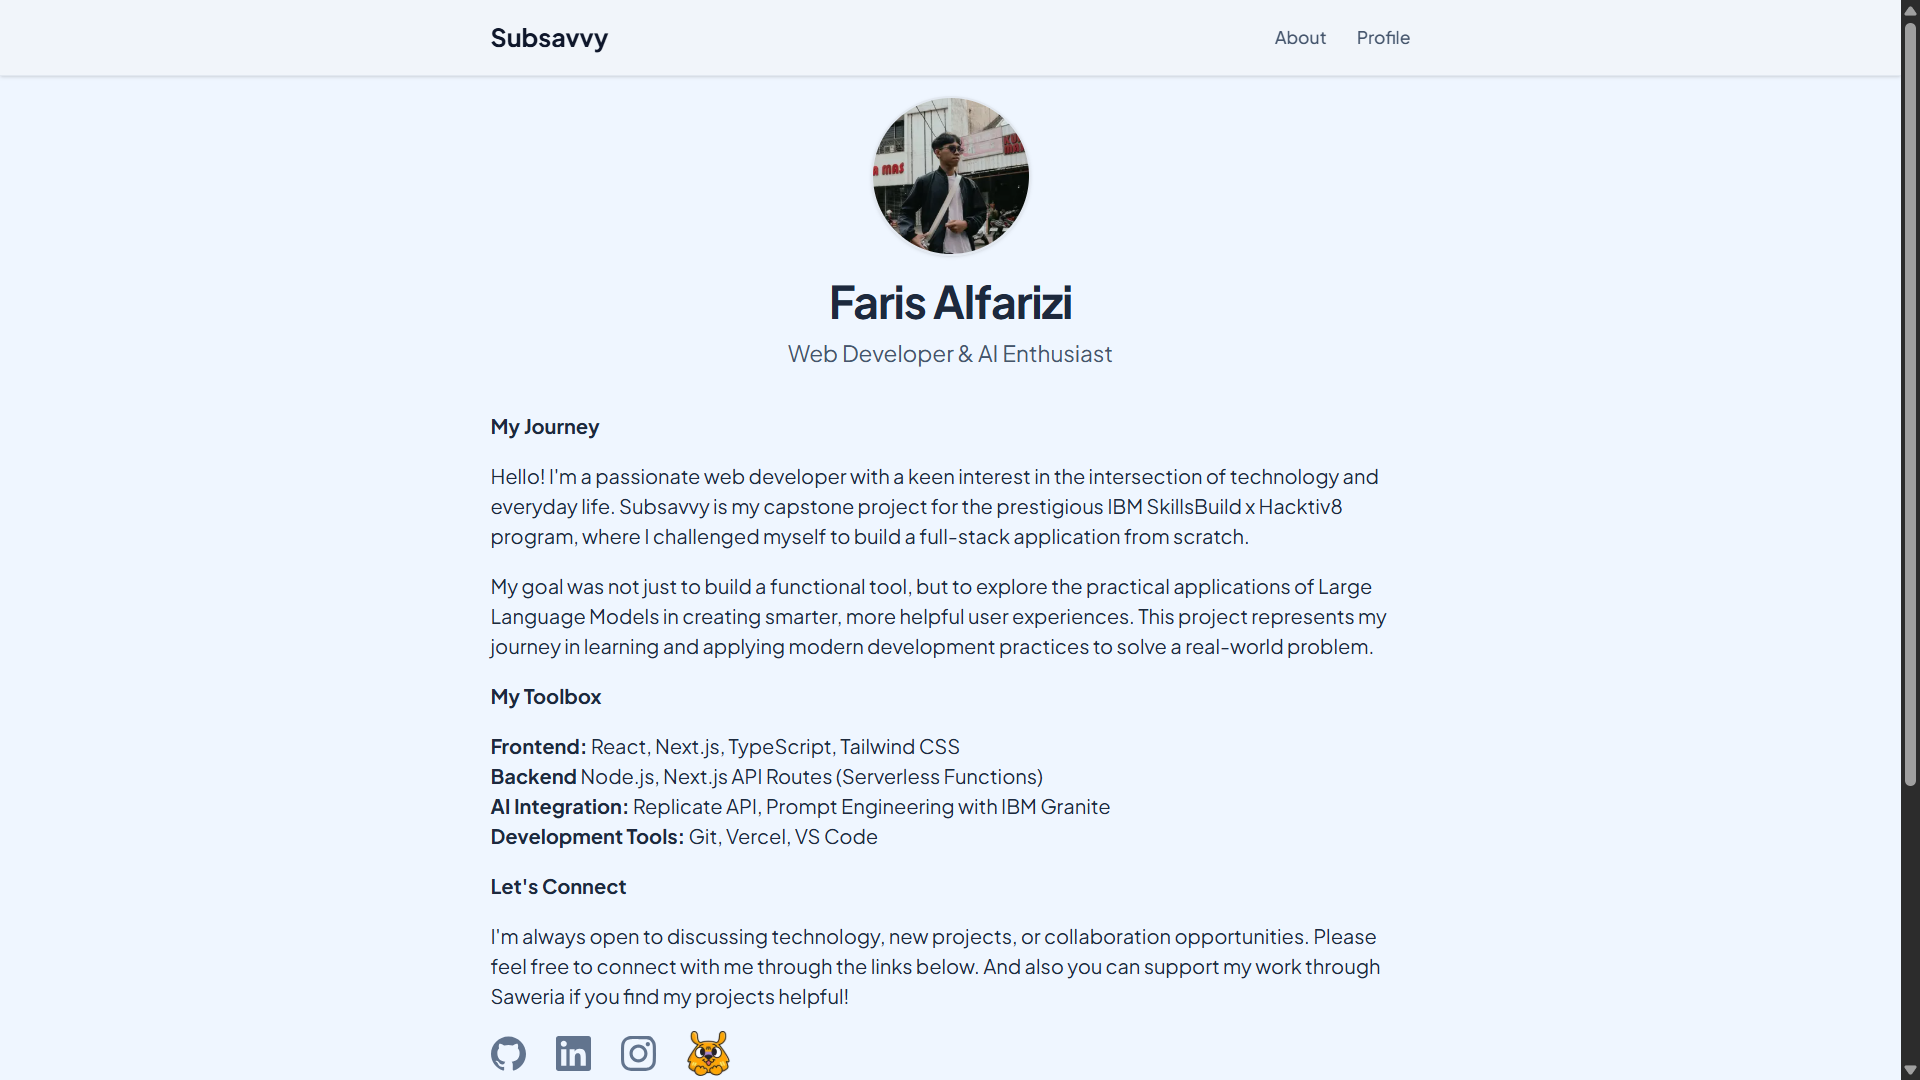 Subsavvy
About
Profile
A MAS
Faris Alfarizi
Web Developer & AI Enthusiast
My Journey
Hello! I'm a passionate web developer with a keen interest in the intersection of technology and
everyday life. Subsavvy is my capstone project for the prestigious IBM SkillsBuild x Hacktiv8
program, where I challenged myself to build a full-stack application from scratch.
My goal was not just to build a functional tool, but to explore the practical applications of Large
Language Models in creating smarter, more helpful user experiences. This project represents my
journey in learning and applying modern development practices to solve a real-world problem.
My Toolbox
Frontend: React, Next.js, TypeScript, Tailwind CSS
Backend Node.js, Next.js API Routes (Serverless Functions)
AI Integration: Replicate API, Prompt Engineering with IBM Granite
Development Tools: Git, Vercel, VS Code
Let's Connect
I'm always open to discussing technology, new projects, or collaboration opportunities. Please
feel free to connect with me through the links below. And also you can support my work through
Saweria if you find my projects helpful!
in